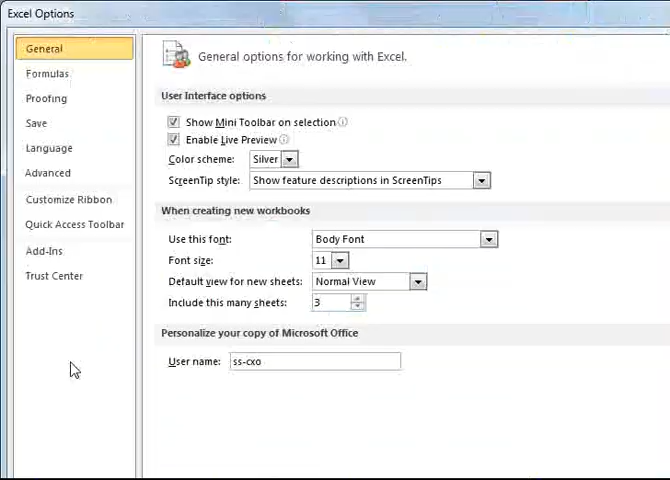 Excel Options
General
Formulas
Proofing
Save
Language
Advanced
Customize Ribbon
Quick Access Toolbar
Add-Ins
Trust Center
General options for working with Excel.
User Interface options
Show Mini Toolbar on selection
Enable Live Preview
Color scheme: Silver
ScreenTip style: Show feature descriptions in ScreenTips
When creating new workbooks
Use this font: Body Font
Font size: 11
Default view for new sheets: Normal View
Include this many sheets: 3
Personalize your copy of Microsoft Office
User name: ss-cxo